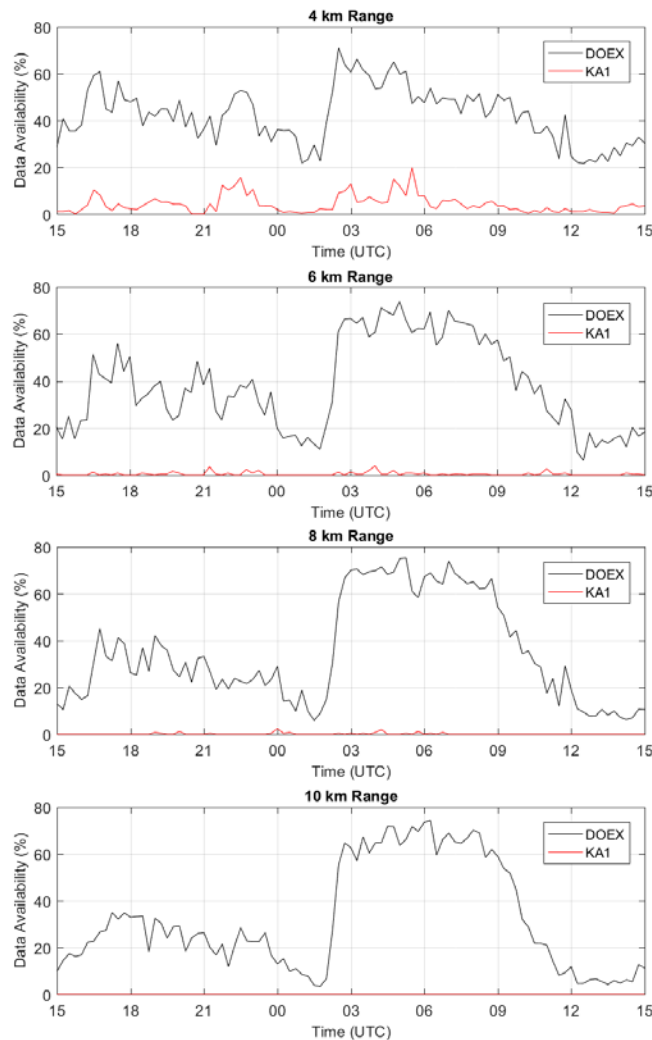 4 km Range
80
60
40
20
0
Data Availability (%)
DOEX
KA1
15 18 21 00 03 06 09 12 15
Time (UTC)
6 km Range
80
60
40
20
0
Data Availability (%)
DOEX
KA1
15 18 21 00 03 06 09 12 15
Time (UTC)
8 km Range
80
60
40
20
0
Data Availability (%)
DOEX
KA1
15 18 21 00 03 06 09 12 15
Time (UTC)
10 km Range
80
60
40
20
0
Data Availability (%)
DOEX
KA1
15 18 21 00 03 06 09 12 15
Time (UTC)